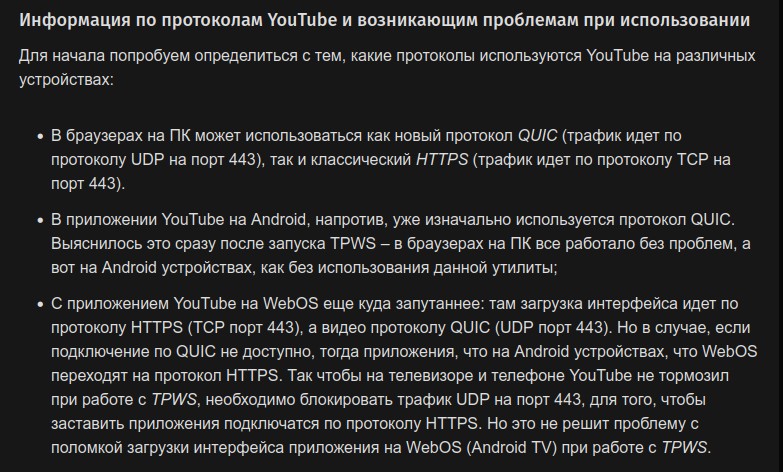 Информация по протоколам YouTube и возникающим проблемам при использовании
Для начала попробуем определиться с тем, какие протоколы используются YouTube на различных
устройствах:
• В браузерах на ПК может использоваться как новый протокол QUIC (трафик идет по
протоколу UDP на порт 443), так и классический HTTPS (трафик идет по протоколу TCP на
порт 443).
• В приложении YouTube на Android, напротив, уже изначально используется протокол QUIC.
Выяснилось это сразу после запуска TPWS – в браузерах на ПК все работало без проблем, а
вот на Android устройствах, как без использования данной утилиты;
• С приложением YouTube на WebOS еще куда запутаннее: там загрузка интерфейса идет по
протоколу HTTPS (TCP порт 443), а видео протоколу QUIC (UDP порт 443). Но в случае, если
подключение по QUIC не доступно, тогда приложения, что на Android устройствах, что WebOS
переходят на протокол HTTPS. Так чтобы на телевизоре и телефоне YouTube не тормозил
при работе с TPWS, необходимо блокировать трафик UDP на порт 443, для того, чтобы
заставить приложения подключатся по протоколу HTTPS. Но это не решит проблему с
поломкой загрузки интерфейса приложения на WebOS (Android TV) при работе с TPWS.